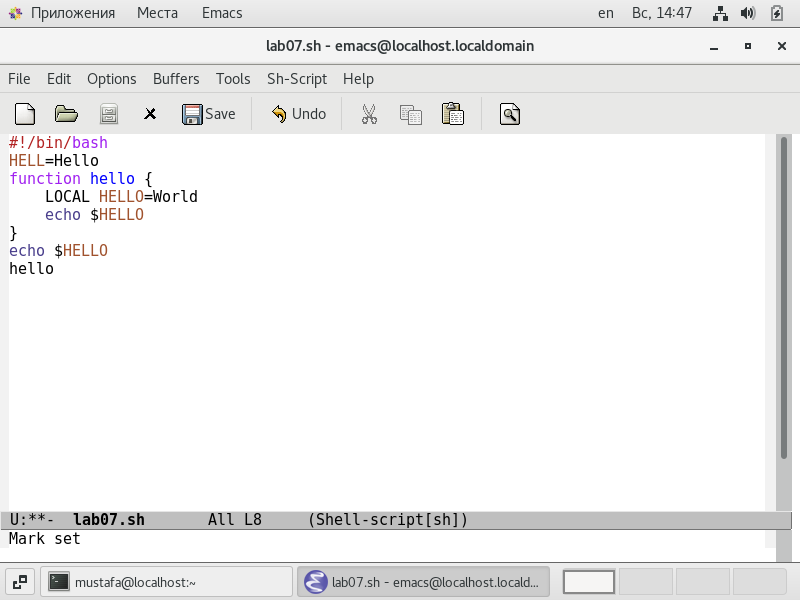 Приложения Места Emacs en Вс, 14:47
lab07.sh - emacs@localhost.localdomain
File Edit Options Buffers Tools Sh-Script Help
Save Undo
#!/bin/bash
HELL=Hello
function hello {
    LOCAL HELLO=World
    echo $HELLO
}
echo $HELLO
hello
U:**-  lab07.sh       All L8     (Shell-script[sh])
Mark set
mustafa@localhost:~ lab07.sh - emacs@localhost.locald...